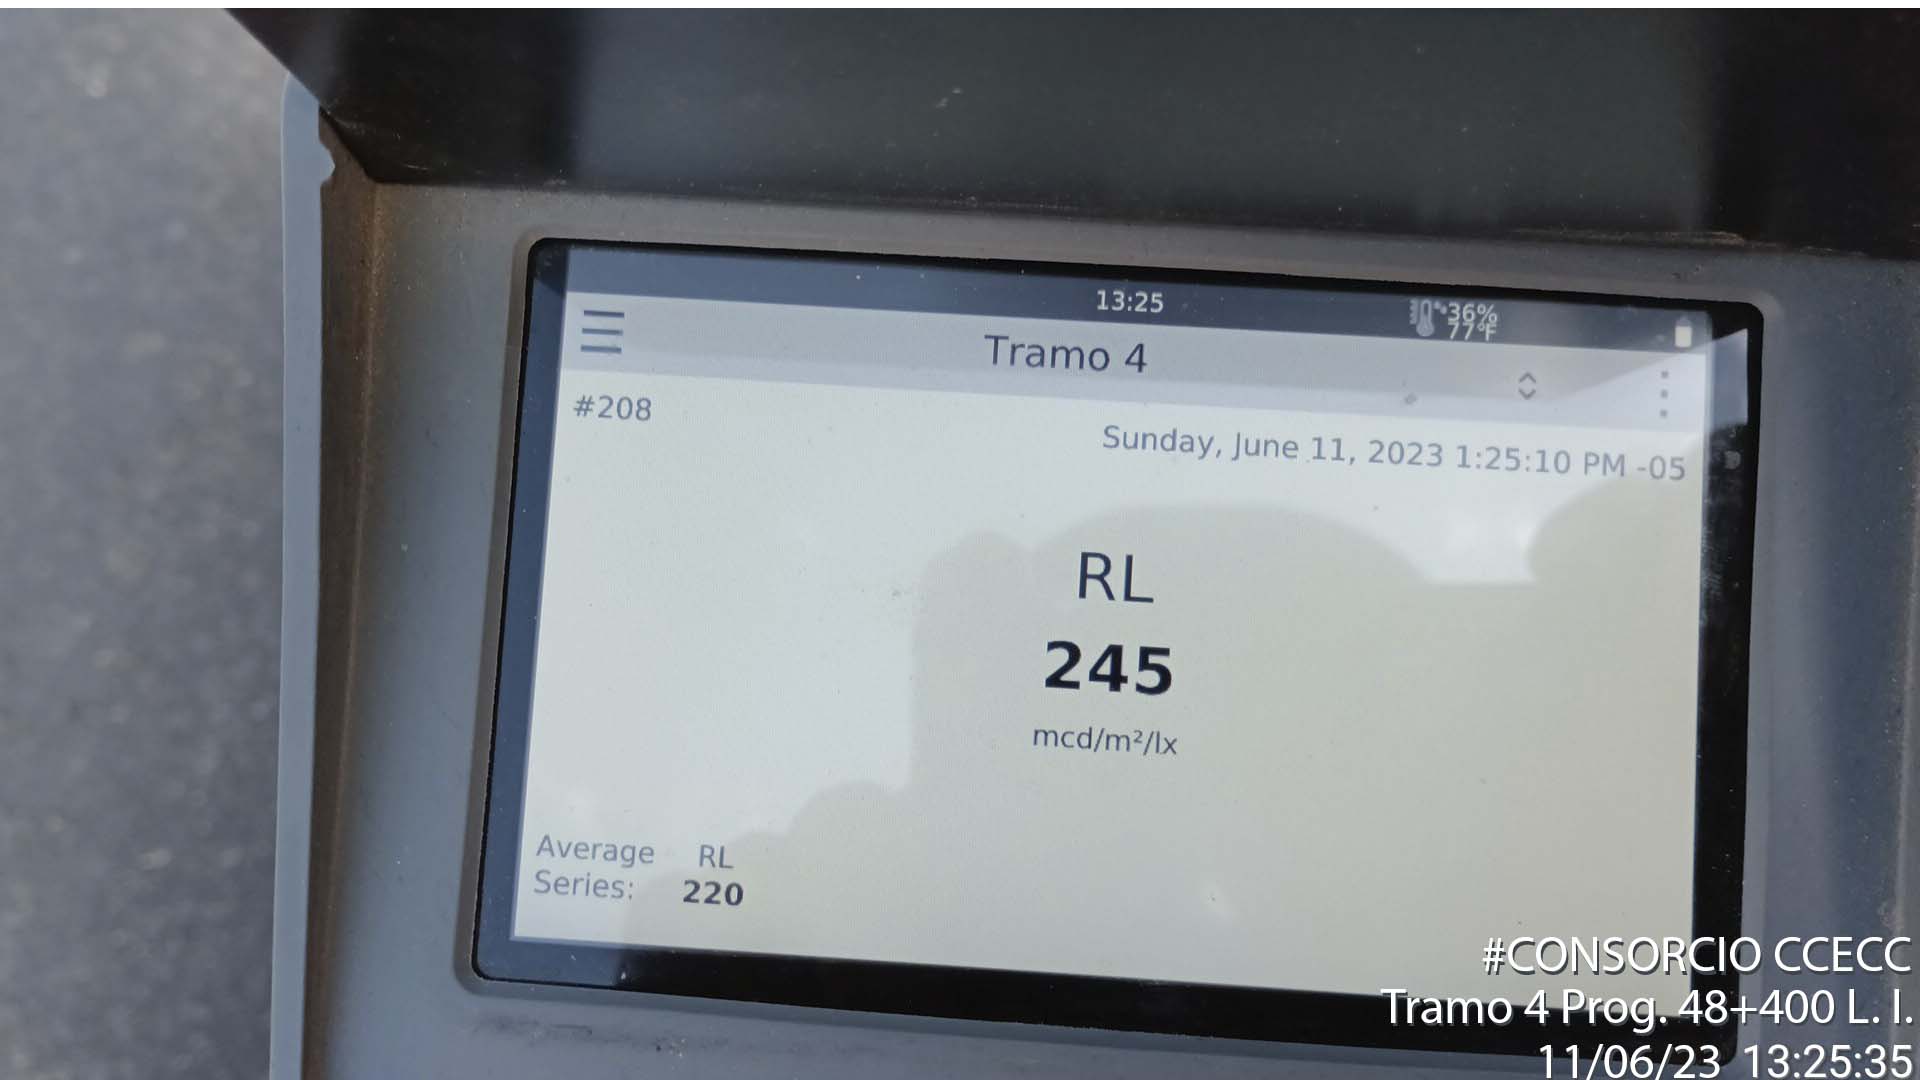 13:25
36%
77°F
Tramo 4
#208
Sunday, June 11, 2023 1:25:10 PM -05
RL
245
mcd/m²/lx
Average RL
Series: 220
#CONSORCIO CCECC
Tramo 4 Prog. 48+400 L. I.
11/06/23 13:25:35